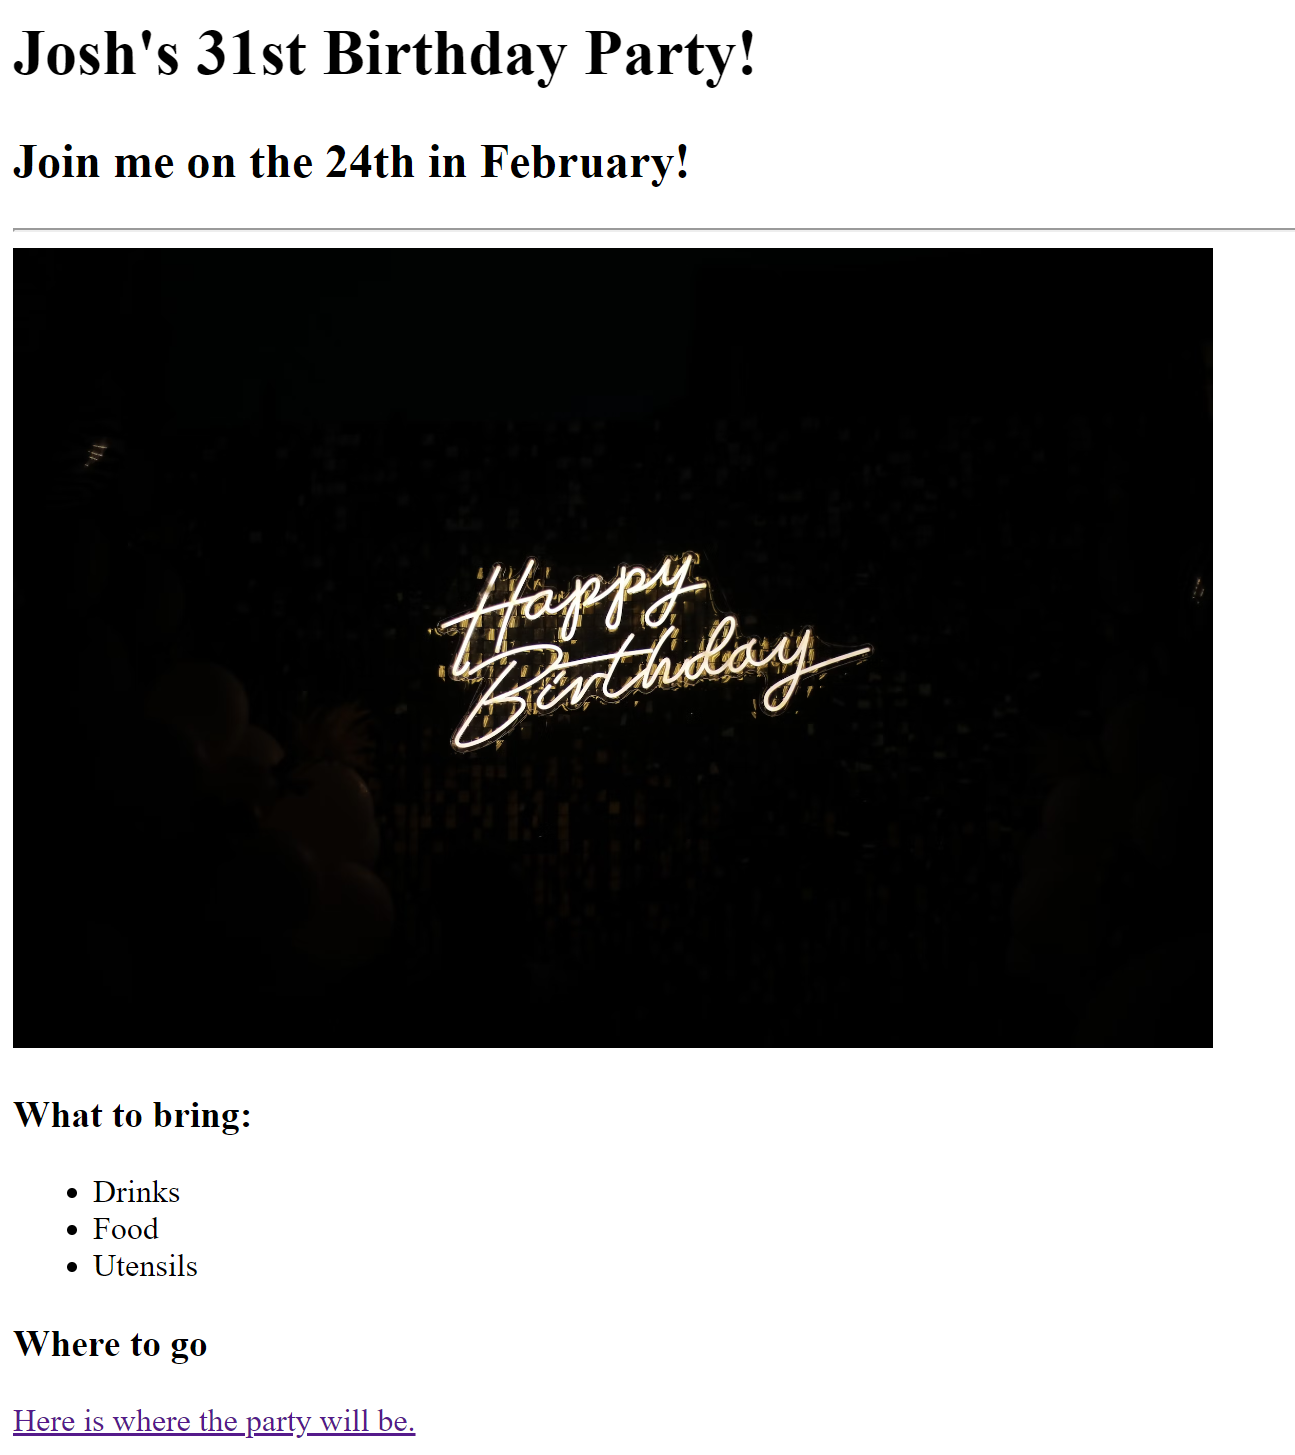 Josh's 31st Birthday Party!
Join me on the 24th in February!
Happy
Birthday
What to bring:
Drinks
Food
Utensils
Where to go
Here is where the party will be.